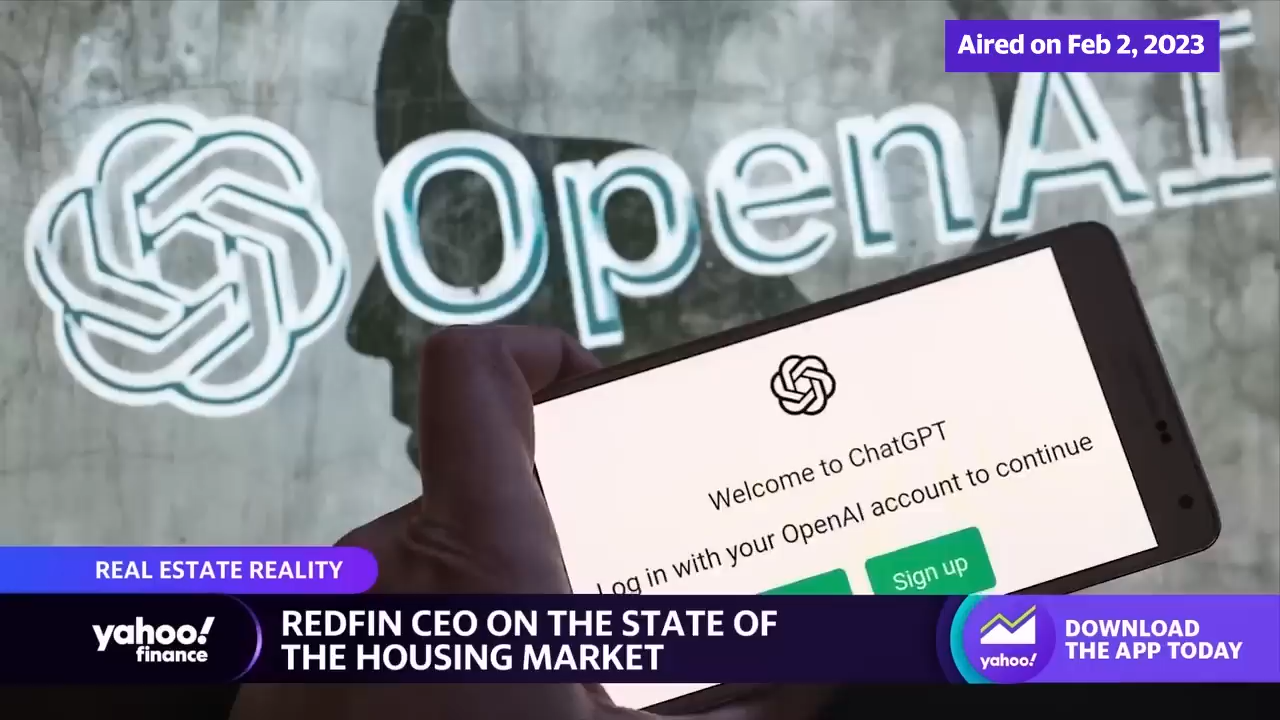 Aired on Feb 2, 2023
OpenAI
Welcome to ChatGPT
Log in with your OpenAI account to continue
Sign up
REAL ESTATE REALITY
yahoo!
finance
REDFIN CEO ON THE STATE OF
THE HOUSING MARKET
yahoo!
DOWNLOAD
THE APP TODAY